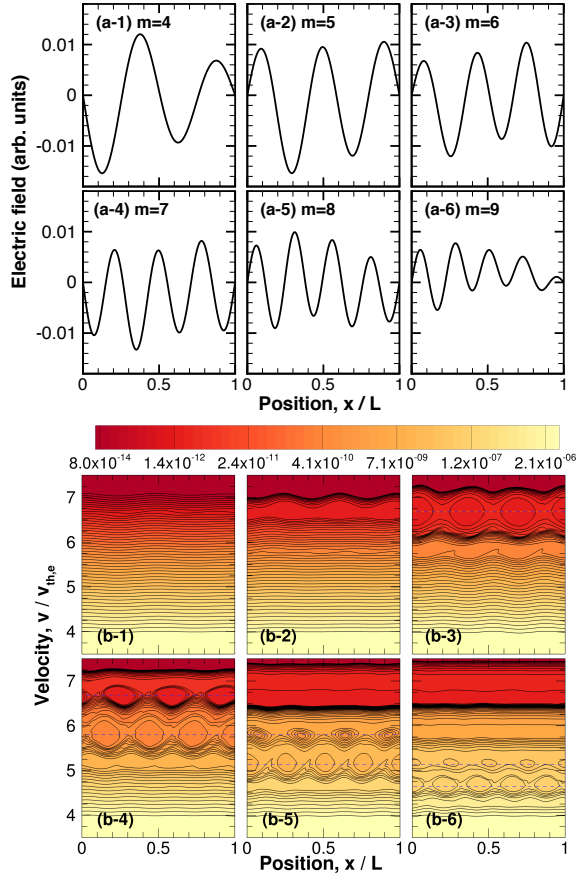 (a-1) m=4
(a-2) m=5
(a-3) m=6
0.01
0
-0.01
Electric field (arb. units)
(a-4) m=7
(a-5) m=8
(a-6) m=9
0.01
0
-0.01
0 0.5 1 0 0.5 1 0 0.5 1
Position, x / L
8.0x10^-14 1.4x10^-12 2.4x10^-11 4.1x10^-10 7.1x10^-09 1.2x10^-07 2.1x10^-06
7
6
5
4
(b-1)
(b-2)
(b-3)
Velocity, v / v_th,e
7
6
5
4
(b-4)
(b-5)
(b-6)
0 0.5 1 0 0.5 1 0 0.5 1
Position, x / L